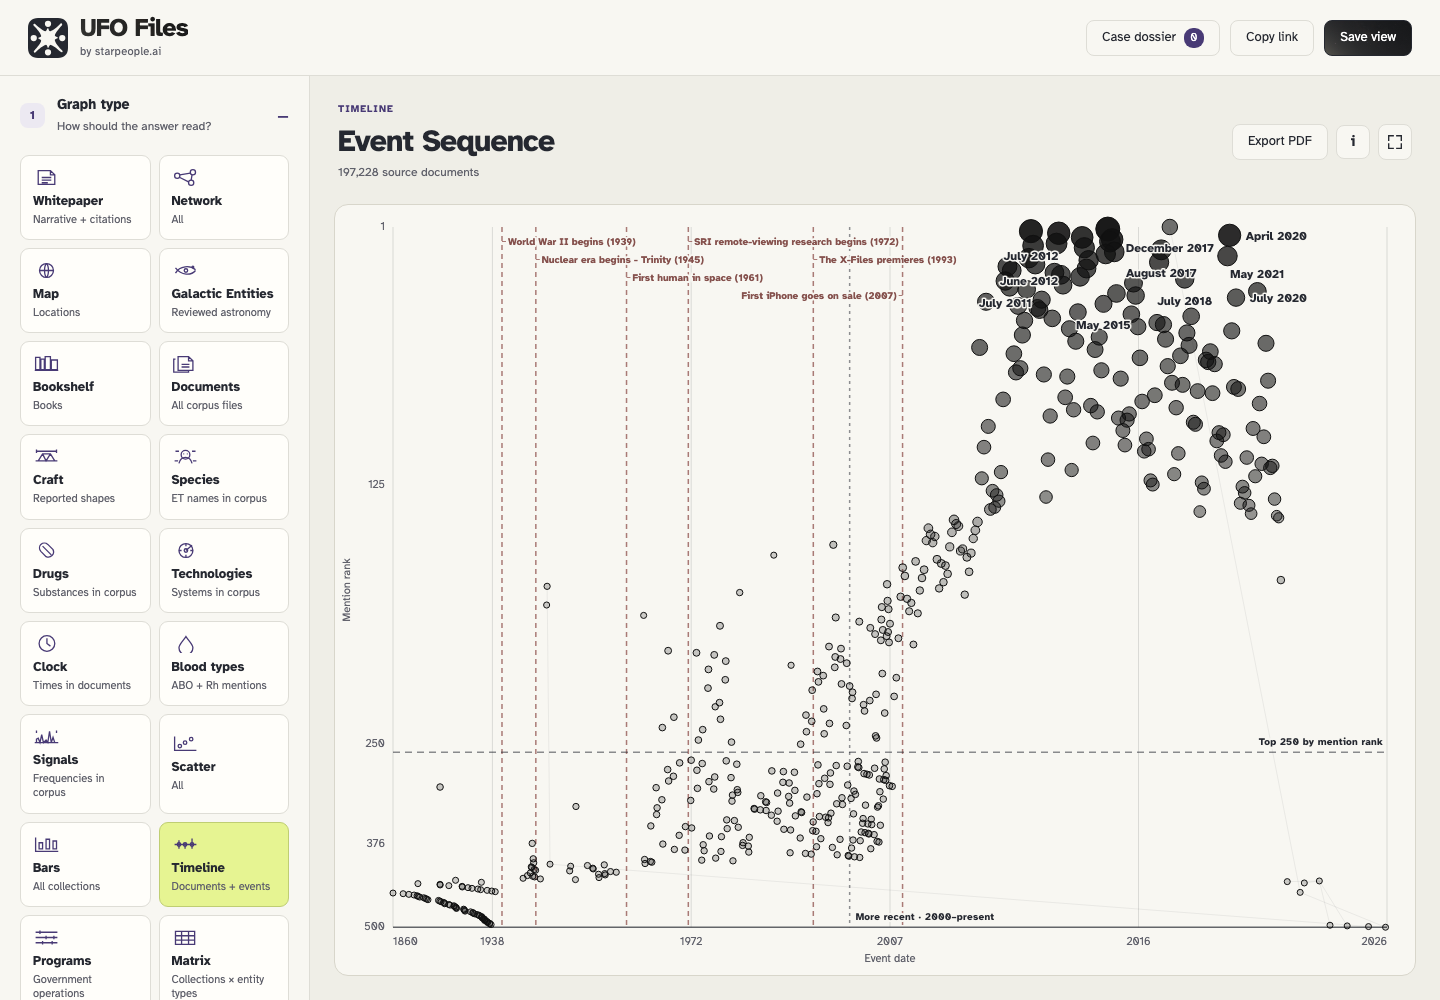 UFO Files
by starpeople.ai
Case dossier 0
Copy link
Save view
1
Graph type
How should the answer read?
Whitepaper
Narrative + citations
Network
All
Map
Locations
Galactic Entities
Reviewed astronomy
Bookshelf
Books
Documents
All corpus files
Craft
Reported shapes
Species
ET names in corpus
Drugs
Substances in corpus
Technologies
Systems in corpus
Clock
Times in documents
Blood types
ABO + Rh mentions
Signals
Frequencies in
corpus
Scatter
All
Bars
All collections
Timeline
Documents + events
Programs
Government
operations
Matrix
Collections × entity
types
TIMELINE
Event Sequence
197,228 source documents
Export PDF
i
1
125
250
376
500
Mention rank
World War II begins (1939)
Nuclear era begins - Trinity (1945)
First human in space (1961)
SRI remote-viewing research begins (1972)
The X-Files premieres (1993)
First iPhone goes on sale (2007)
July 2012
June 2012
July 2011
May 2015
December 2017
August 2017
July 2018
April 2020
May 2021
July 2020
Top 250 by mention rank
More recent · 2000-present
1860
1938
1972
2007
2016
2026
Event date